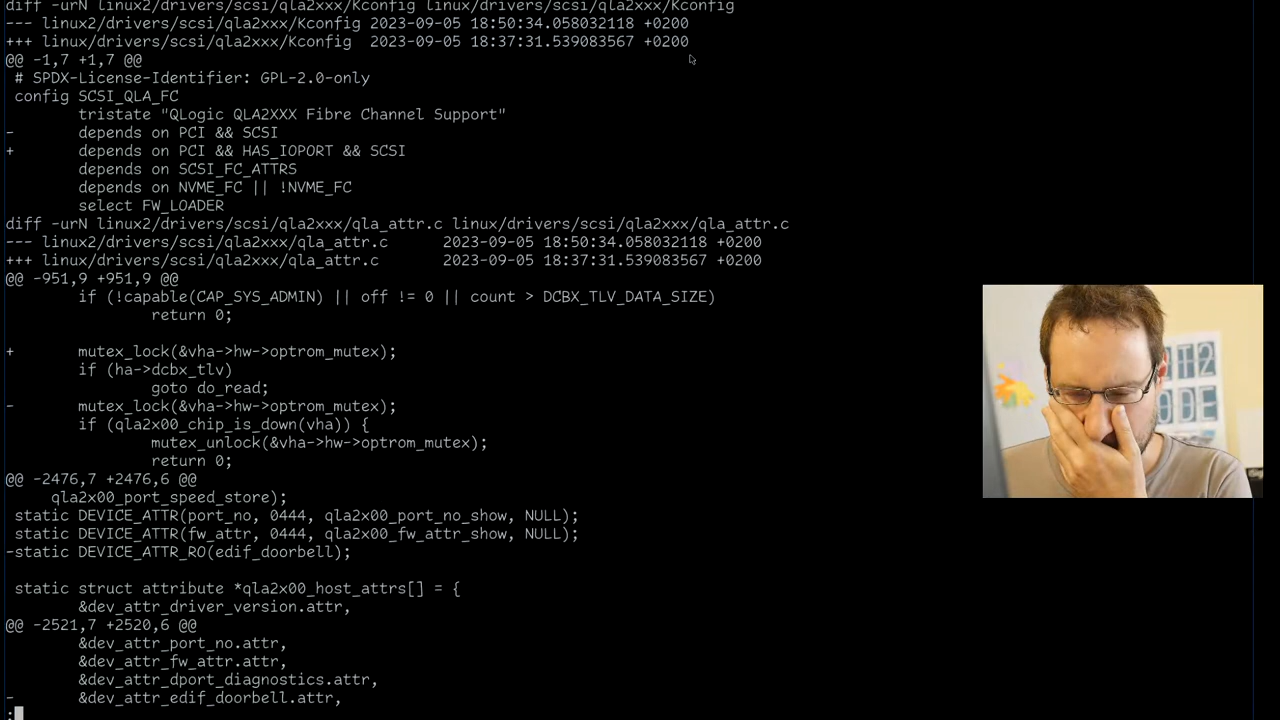 diff -urN linux2/drivers/scsi/qla2xxx/Kconfig linux/drivers/scsi/qla2xxx/Kconfig
--- linux2/drivers/scsi/qla2xxx/Kconfig 2023-09-05 18:50:34.058032118 +0200
+++ linux/drivers/scsi/qla2xxx/Kconfig  2023-09-05 18:37:31.539083567 +0200
@@ -1,7 +1,7 @@
 # SPDX-License-Identifier: GPL-2.0-only
 config SCSI_QLA_FC
        tristate "QLogic QLA2XXX Fibre Channel Support"
-       depends on PCI && SCSI
+       depends on PCI && HAS_IOPORT && SCSI
        depends on SCSI_FC_ATTRS
        depends on NVME_FC || !NVME_FC
        select FW_LOADER
diff -urN linux2/drivers/scsi/qla2xxx/qla_attr.c linux/drivers/scsi/qla2xxx/qla_attr.c
--- linux2/drivers/scsi/qla2xxx/qla_attr.c      2023-09-05 18:50:34.058032118 +0200
+++ linux/drivers/scsi/qla2xxx/qla_attr.c       2023-09-05 18:37:31.539083567 +0200
@@ -951,9 +951,9 @@
        if (!capable(CAP_SYS_ADMIN) || off != 0 || count > DCBX_TLV_DATA_SIZE)
                return 0;
+       mutex_lock(&vha->hw->optrom_mutex);
        if (ha->dcbx_tlv)
                goto do_read;
-       mutex_lock(&vha->hw->optrom_mutex);
        if (qla2x00_chip_is_down(vha)) {
                mutex_unlock(&vha->hw->optrom_mutex);
                return 0;
@@ -2476,7 +2476,6 @@
     qla2x00_port_speed_store);
 static DEVICE_ATTR(port_no, 0444, qla2x00_port_no_show, NULL);
 static DEVICE_ATTR(fw_attr, 0444, qla2x00_fw_attr_show, NULL);
-static DEVICE_ATTR_RO(edif_doorbell);
 static struct attribute *qla2x00_host_attrs[] = {
        &dev_attr_driver_version.attr,
@@ -2521,7 +2520,6 @@
        &dev_attr_port_no.attr,
        &dev_attr_fw_attr.attr,
        &dev_attr_dport_diagnostics.attr,
-       &dev_attr_edif_doorbell.attr,
: